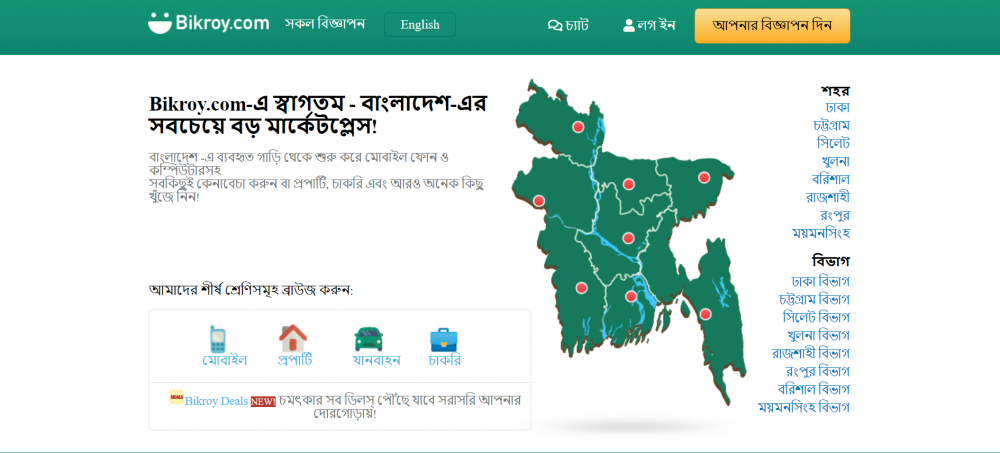 Bikroy.com সকল বিজ্ঞাপন English চ্যাট লগ ইন আপনার বিজ্ঞাপন দিন
Bikroy.com-এ স্বাগতম - বাংলাদেশ-এর
সবচেয়ে বড় মার্কেটপ্লেস!
বাংলাদেশ -এ ব্যবহৃত গাড়ি থেকে শুরু করে মোবাইল ফোন ও
কম্পিউটারসহ
সবকিছুই কেনাবেচা করুন বা প্রপার্টি, চাকরি এবং আরও অনেক কিছু
খুঁজে নিন!
আমাদের শীর্ষ শ্রেণিসমূহ ব্রাউজ করুন:
মোবাইল প্রপার্টি যানবাহন চাকরি
DEALS Bikroy Deals NEW! চমৎকার সব ডিলস্ পৌঁছে যাবে সরাসরি আপনার
দোরগোড়ায়!
শহর
ঢাকা
চট্টগ্রাম
সিলেট
খুলনা
বরিশাল
রাজশাহী
রংপুর
ময়মনসিংহ
বিভাগ
ঢাকা বিভাগ
চট্টগ্রাম বিভাগ
সিলেট বিভাগ
খুলনা বিভাগ
রাজশাহী বিভাগ
রংপুর বিভাগ
বরিশাল বিভাগ
ময়মনসিংহ বিভাগ